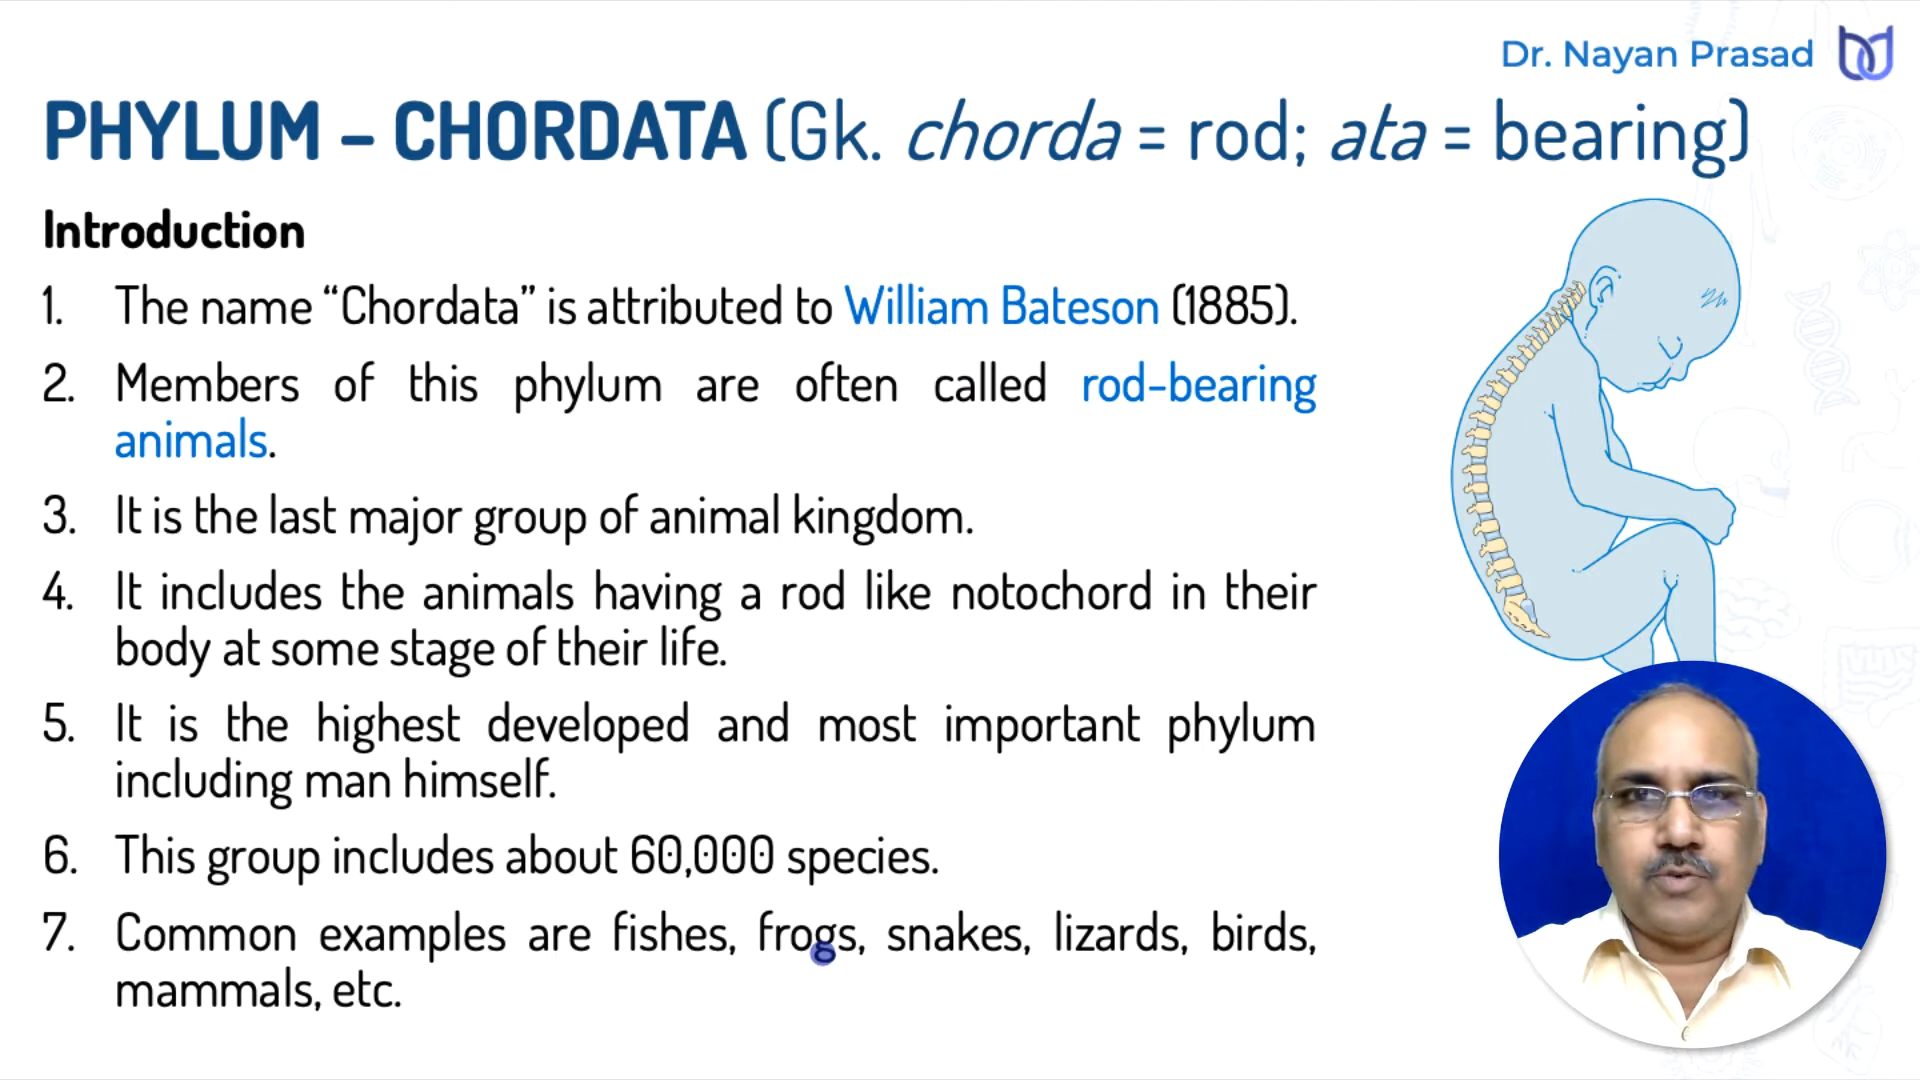 Dr. Nayan Prasad
PHYLUM – CHORDATA (Gk. chorda = rod; ata = bearing)
Introduction
1. The name “Chordata” is attributed to William Bateson (1885).
2. Members of this phylum are often called rod-bearing
animals.
3. It is the last major group of animal kingdom.
4. It includes the animals having a rod like notochord in their
body at some stage of their life.
5. It is the highest developed and most important phylum
including man himself.
6. This group includes about 60,000 species.
7. Common examples are fishes, frogs, snakes, lizards, birds,
mammals, etc.